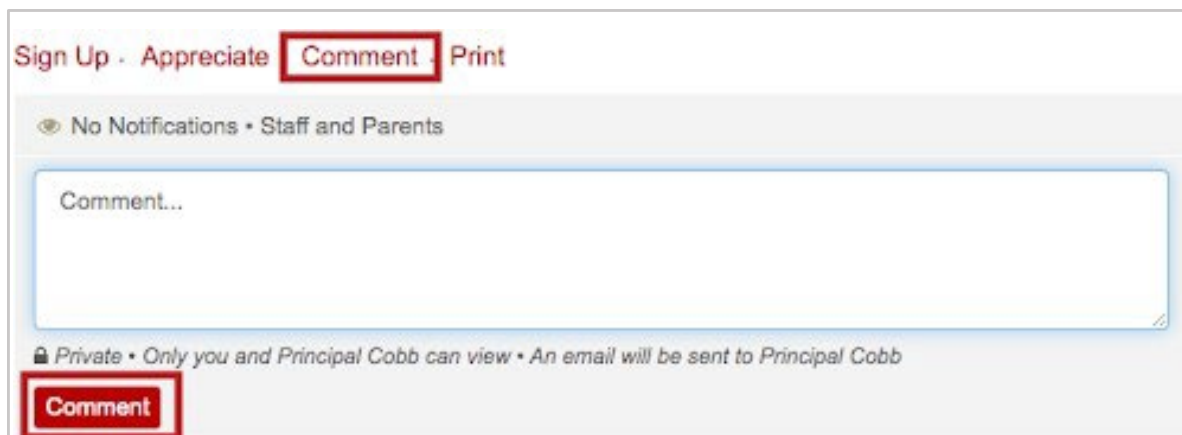 Sign Up · Appreciate Comment · Print
No Notifications • Staff and Parents
Comment...
Private • Only you and Principal Cobb can view • An email will be sent to Principal Cobb
Comment